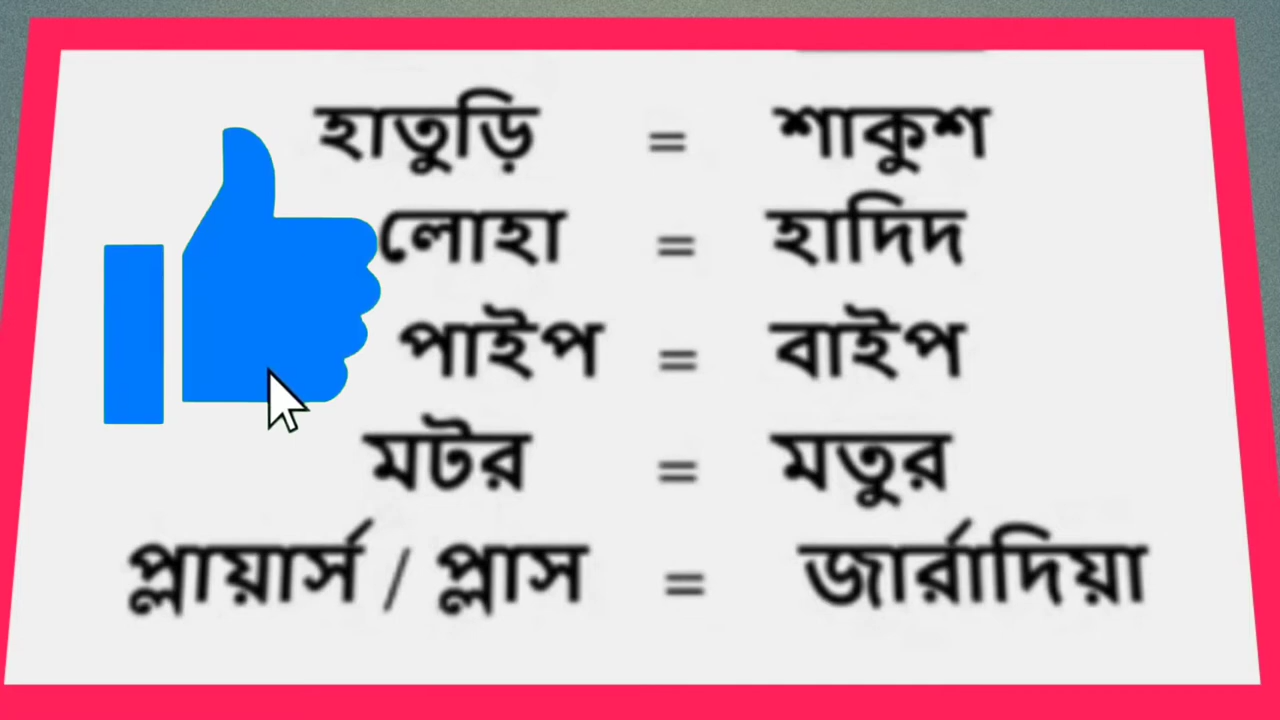 হাতুড়ি = শাকুশ
লোহা = হাদিদ
পাইপ = বাইপ
মটর = মতুর
প্লায়ার্স / প্লাস = জার্রাদিয়া